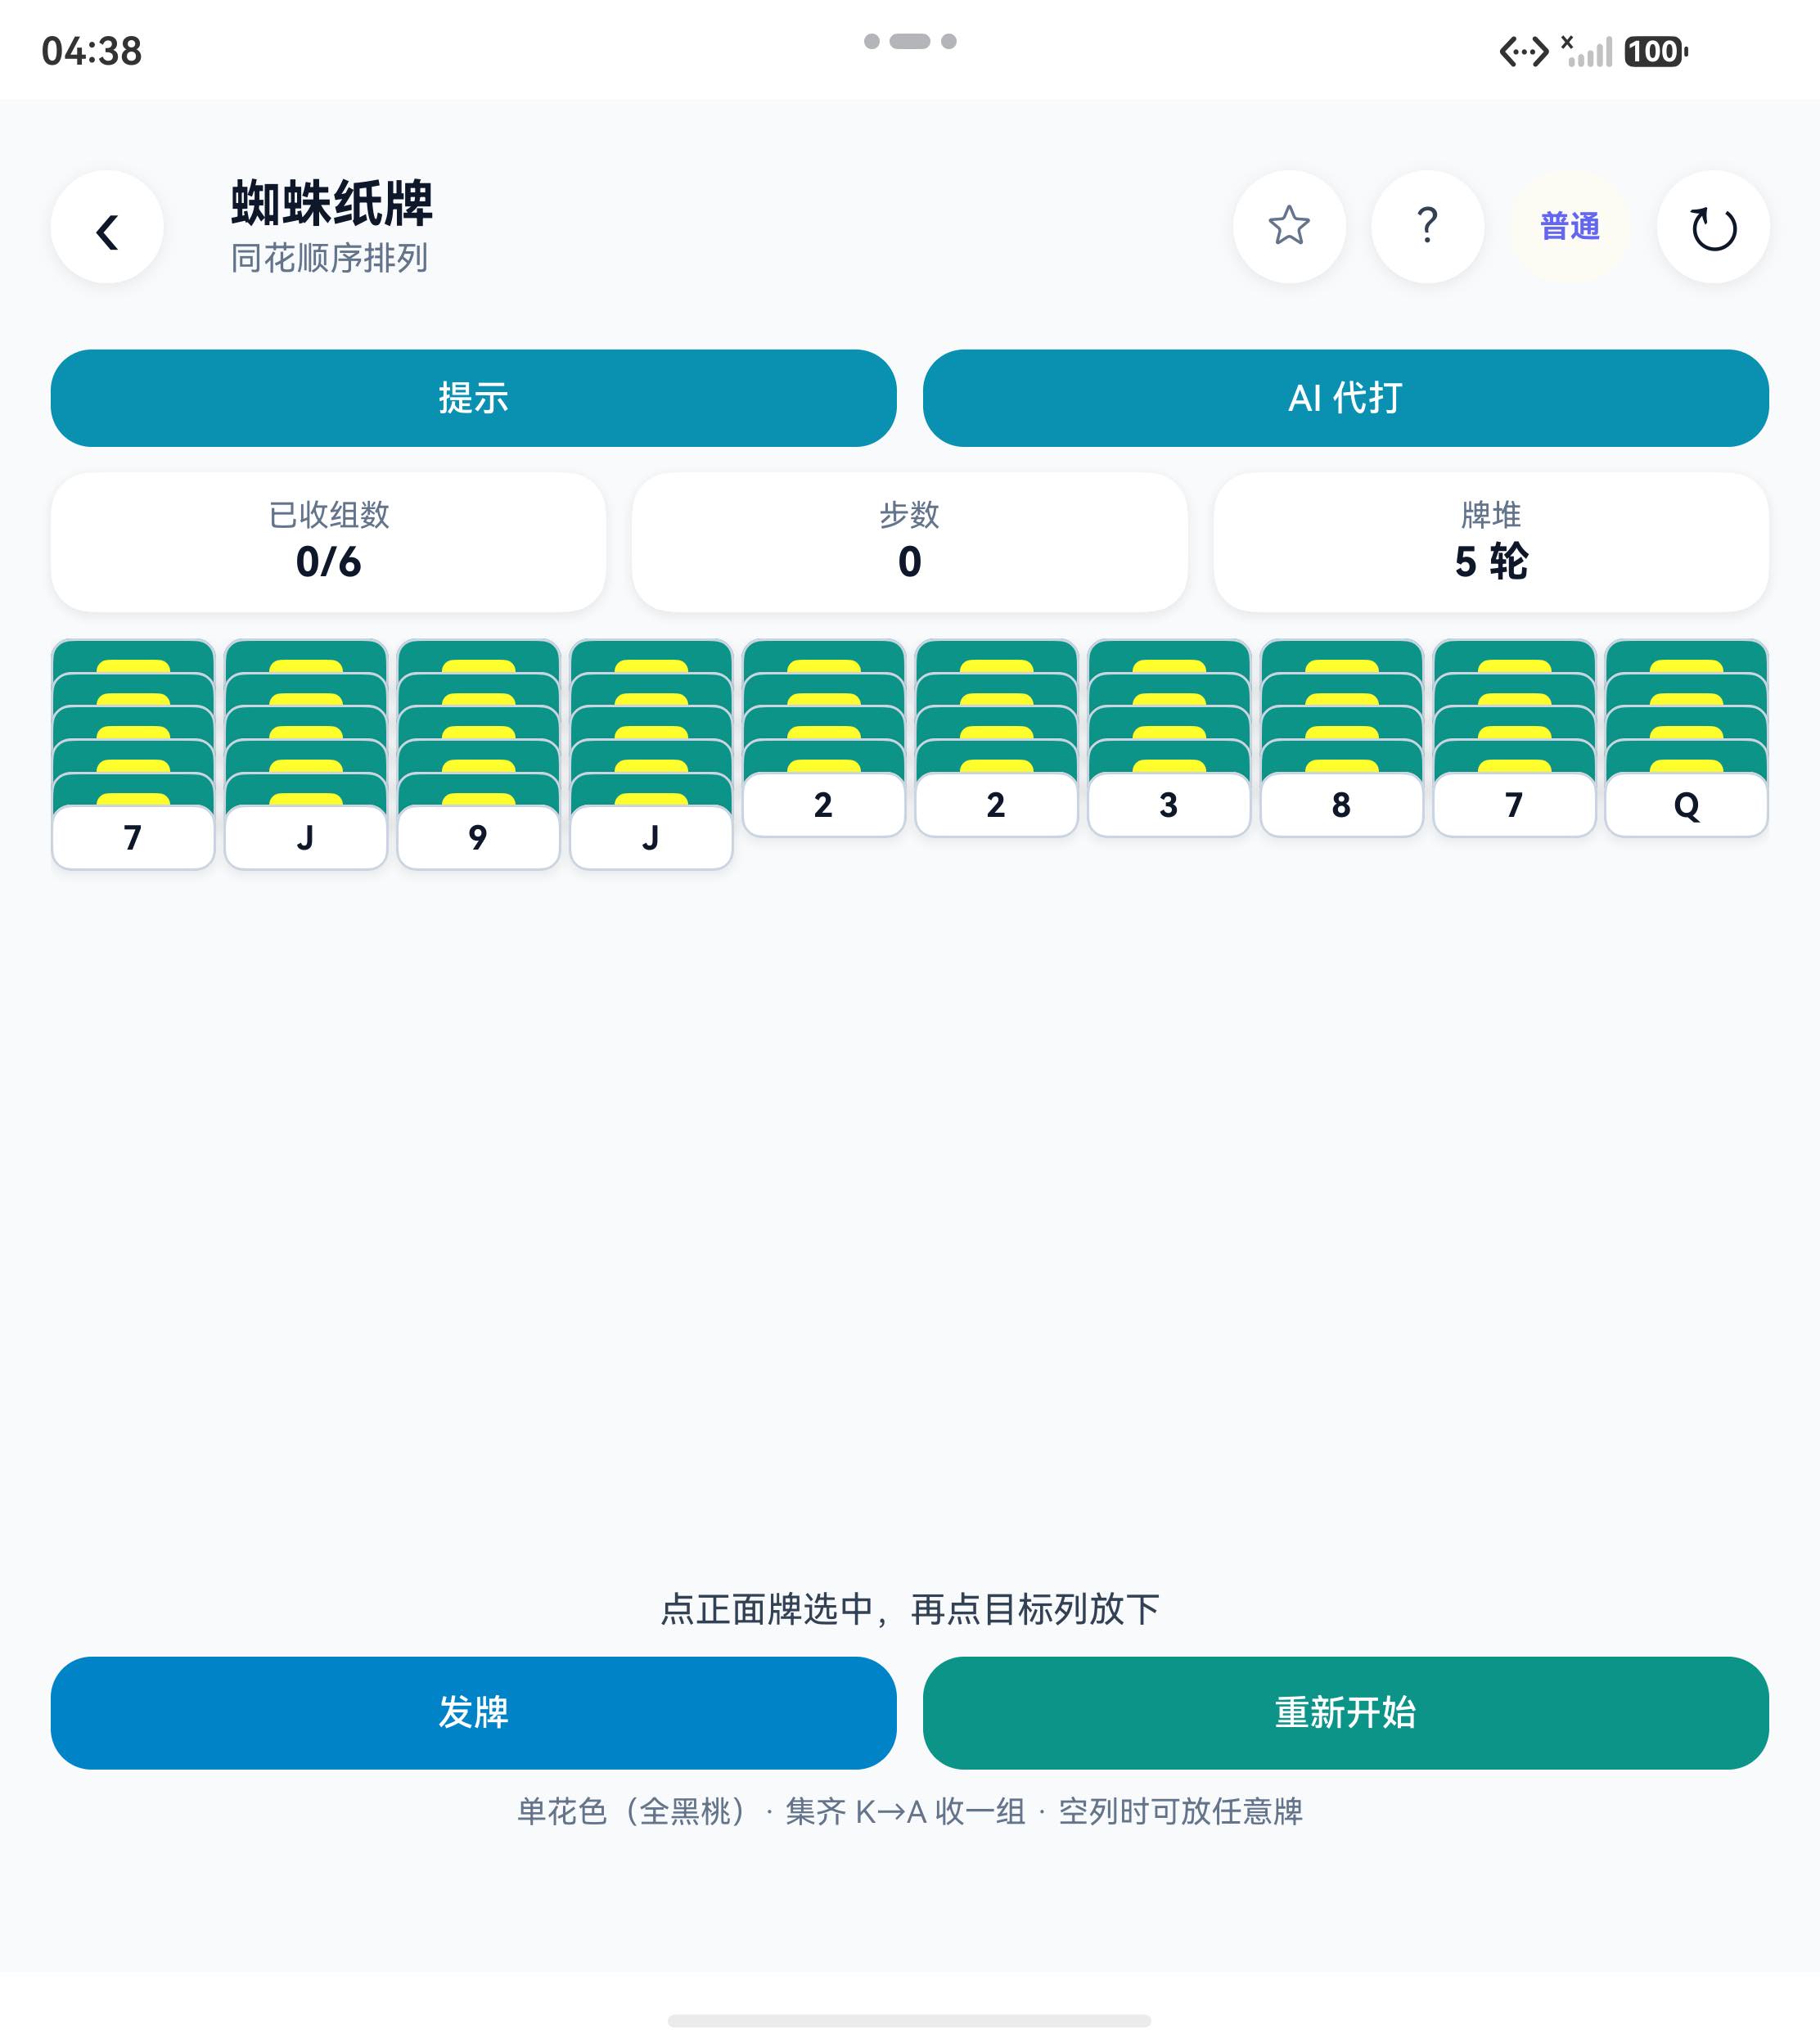 04:38
100
蜘蛛纸牌
同花顺序排列
?
普通
提示
AI 代打
已收组数
0/6
步数
0
牌堆
5 轮
7 J 9 J 2 2 3 8 7 Q
点正面牌选中，再点目标列放下
发牌
重新开始
单花色（全黑桃）· 集齐 K→A 收一组 · 空列时可放任意牌